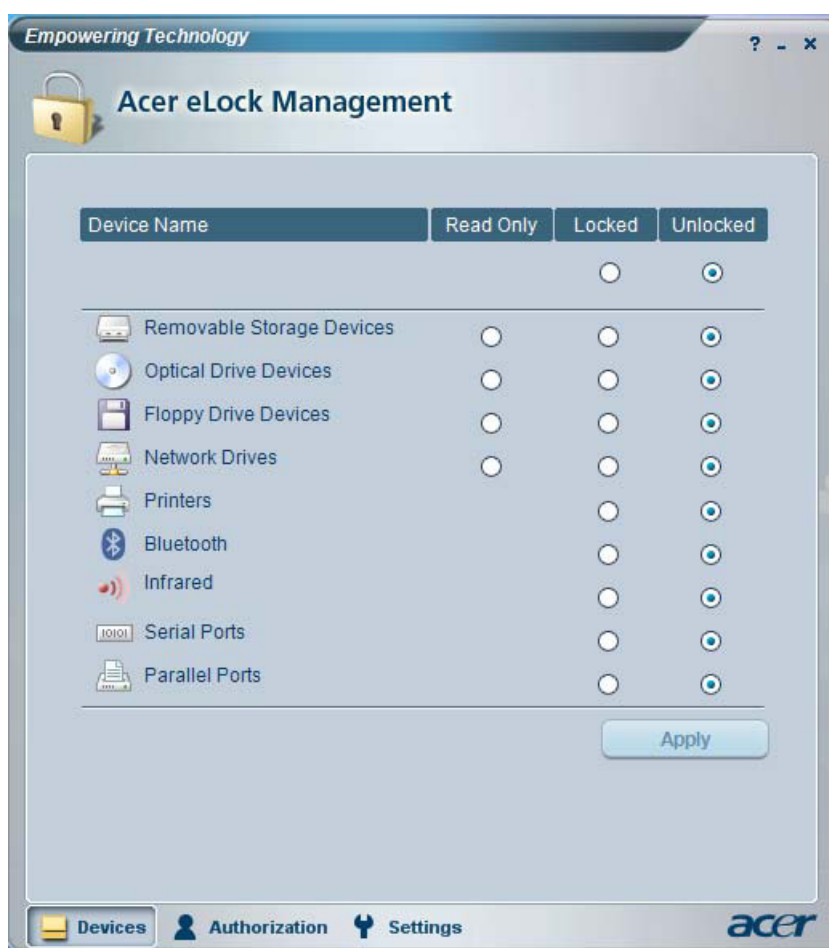 Empowering Technology
? - ×
Acer eLock Management
Device Name Read Only Locked Unlocked
Removable Storage Devices
Optical Drive Devices
Floppy Drive Devices
Network Drives
Printers
Bluetooth
Infrared
10101 Serial Ports
Parallel Ports
Apply
Devices Authorization Settings acer